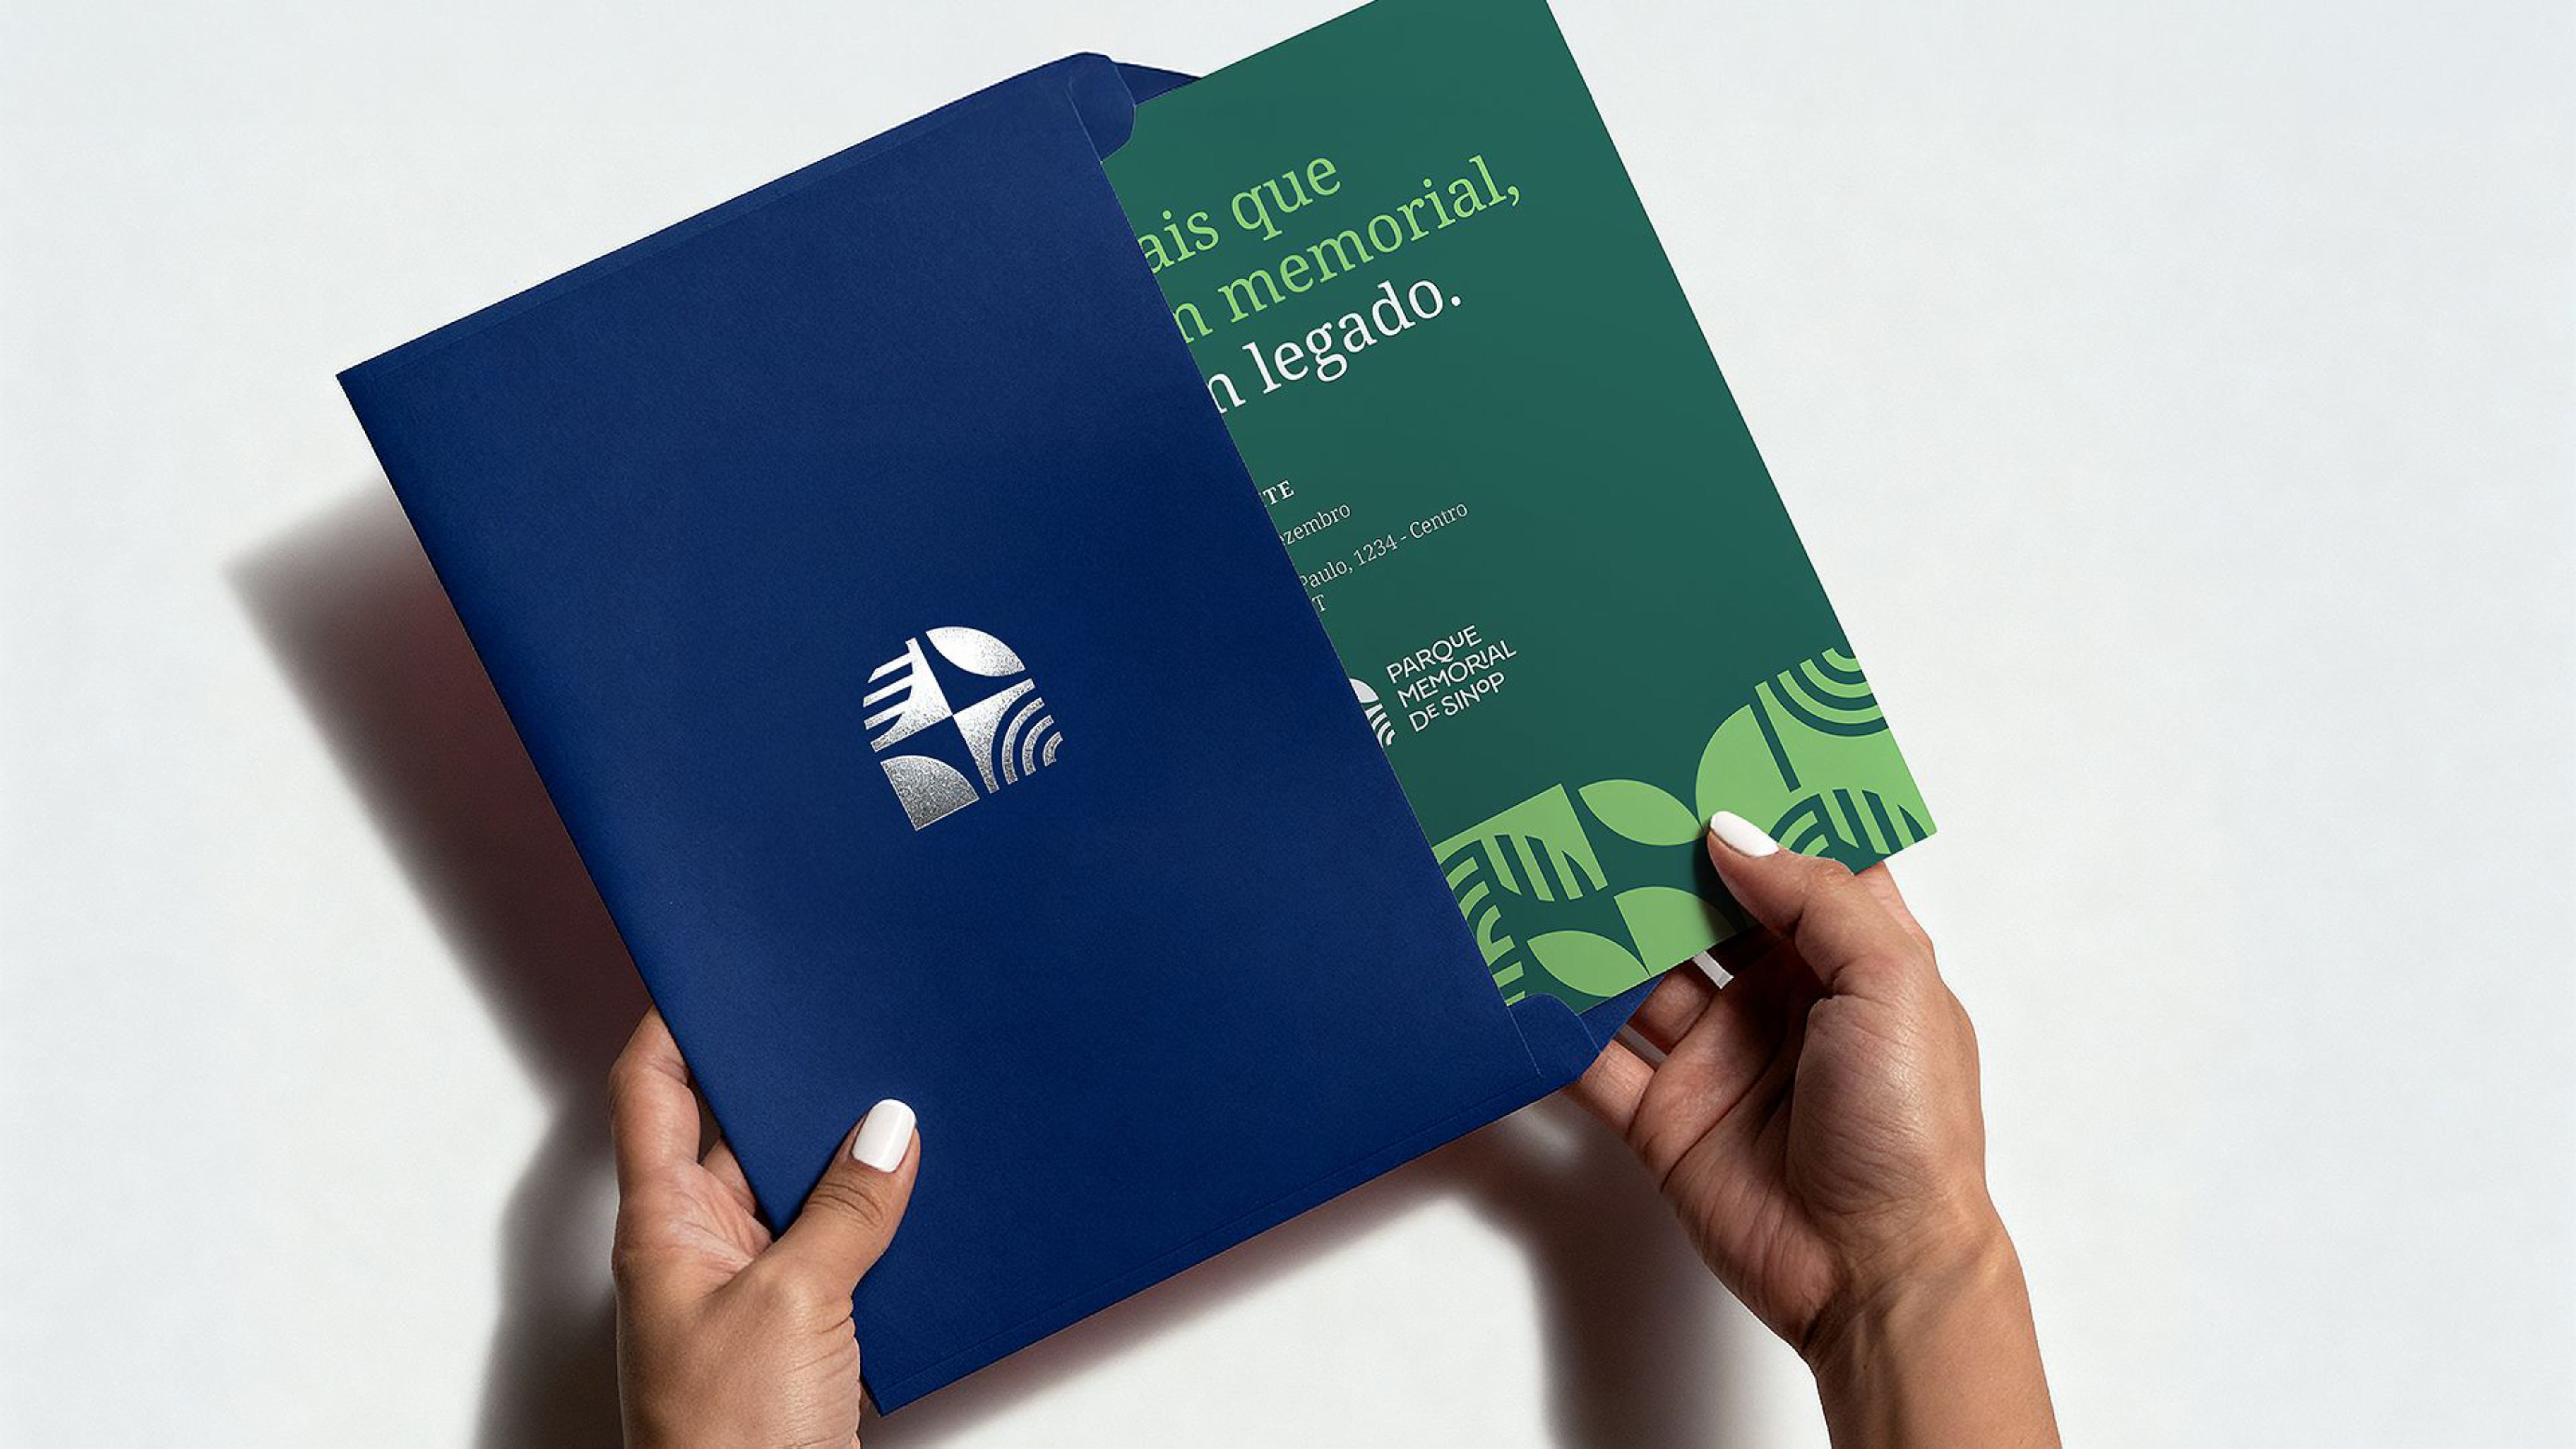 ais que
m memorial,
m legado.
TE
ezembro
Paulo, 1234 - Centro
T
PARQUE
MEMORIAL
DE SINOP